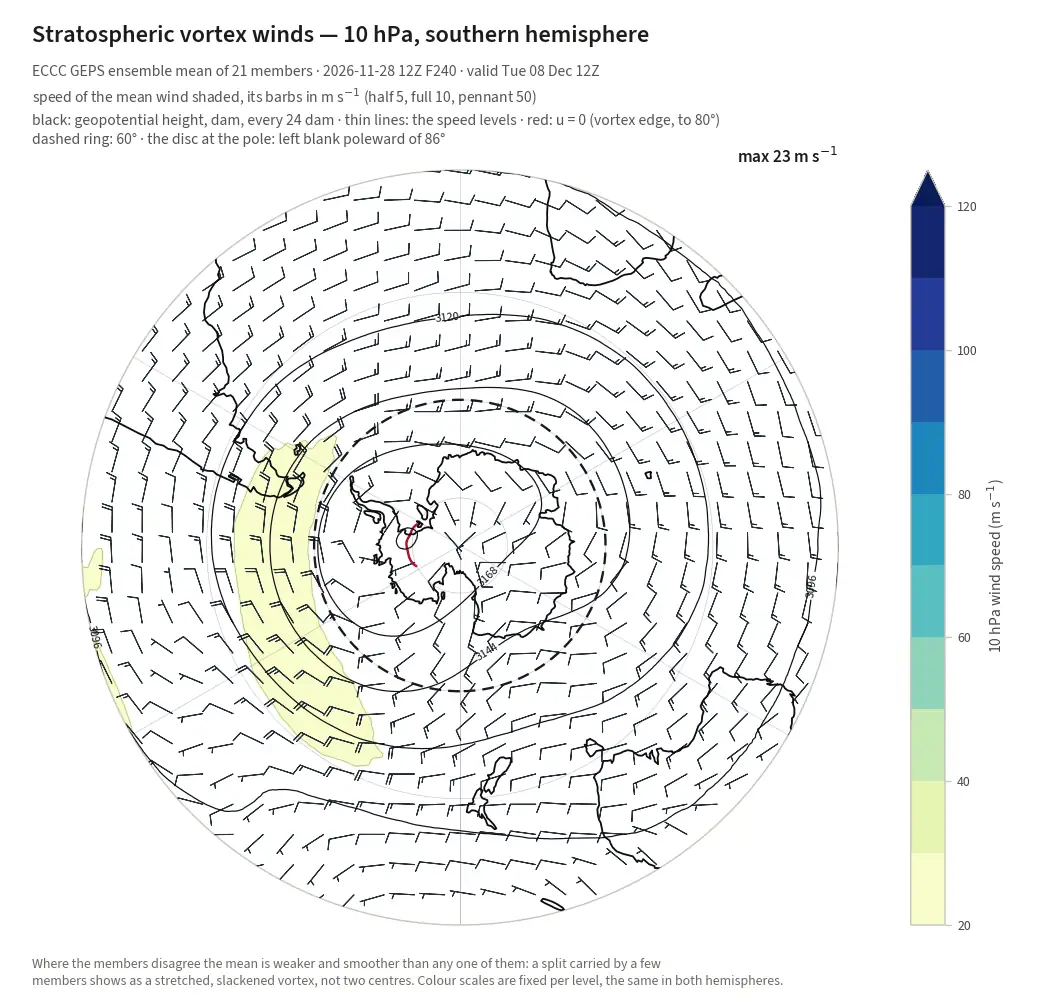 Stratospheric vortex winds — 10 hPa, southern hemisphere
ECCC GEPS ensemble mean of 21 members · 2026-11-28 12Z F240 · valid Tue 08 Dec 12Z
speed of the mean wind shaded, its barbs in m s⁻¹ (half 5, full 10, pennant 50)
black: geopotential height, dam, every 24 dam · thin lines: the speed levels · red: u = 0 (vortex edge, to 80°)
dashed ring: 60° · the disc at the pole: left blank poleward of 86°
max 23 m s⁻¹
120
100
80
60
40
20
10 hPa wind speed (m s⁻¹)
3120
3168
3144
3096
3096
Where the members disagree the mean is weaker and smoother than any one of them: a split carried by a few
members shows as a stretched, slackened vortex, not two centres. Colour scales are fixed per level, the same in both hemispheres.